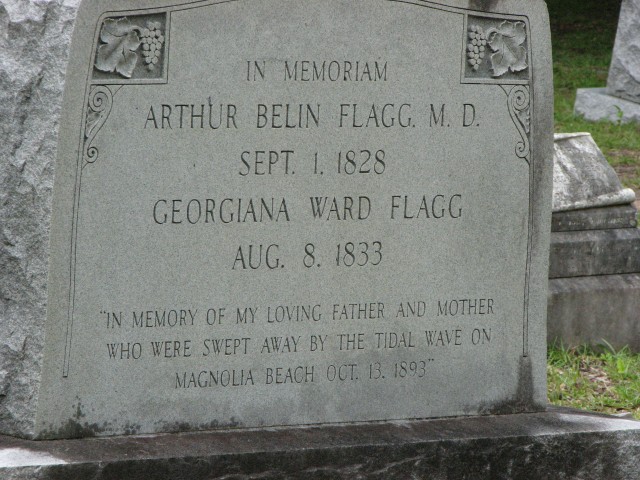 IN MEMORIAM
ARTHUR BELIN FLAGG. M. D.
SEPT. 1. 1828
GEORGIANA WARD FLAGG
AUG. 8. 1833
"IN MEMORY OF MY LOVING FATHER AND MOTHER
WHO WERE SWEPT AWAY BY THE TIDAL WAVE ON
MAGNOLIA BEACH OCT. 13. 1893"